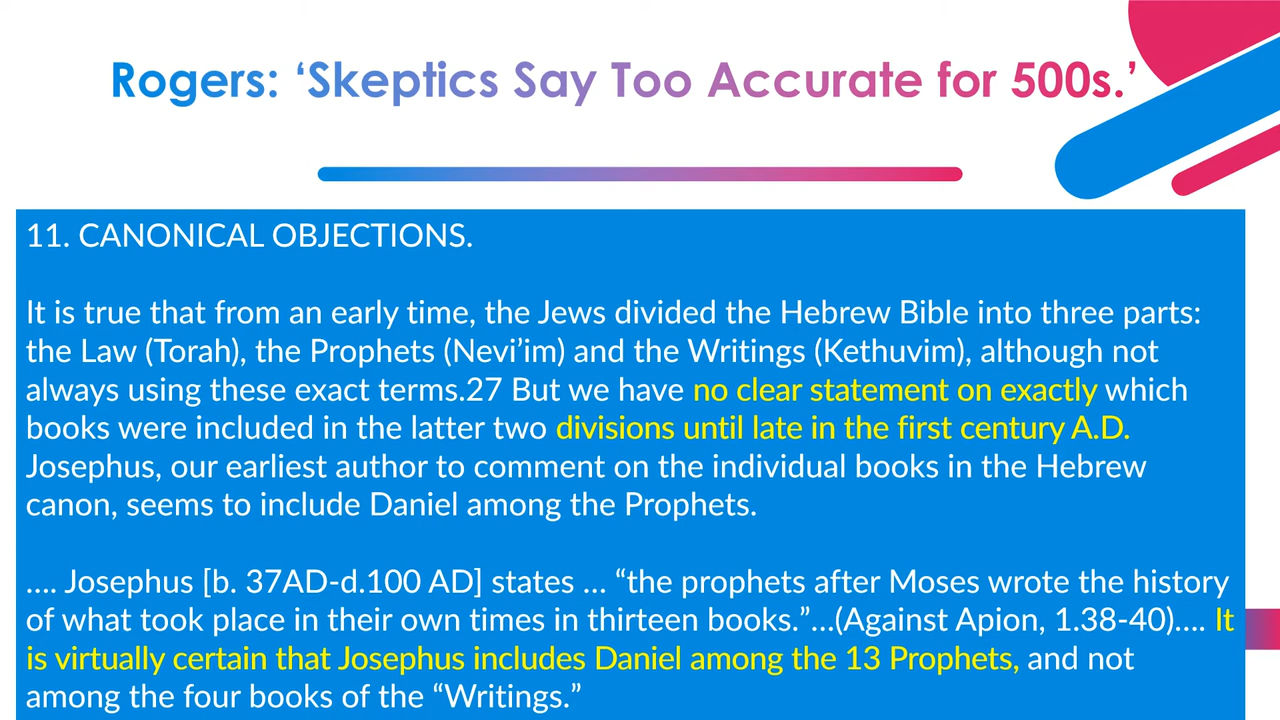 Rogers: ‘Skeptics Say Too Accurate for 500s.’
11. CANONICAL OBJECTIONS.
It is true that from an early time, the Jews divided the Hebrew Bible into three parts:
the Law (Torah), the Prophets (Nevi’im) and the Writings (Kethuvim), although not
always using these exact terms.27 But we have no clear statement on exactly which
books were included in the latter two divisions until late in the first century A.D.
Josephus, our earliest author to comment on the individual books in the Hebrew
canon, seems to include Daniel among the Prophets.
…. Josephus [b. 37AD-d.100 AD] states … “the prophets after Moses wrote the history
of what took place in their own times in thirteen books.”…(Against Apion, 1.38-40)…. It
is virtually certain that Josephus includes Daniel among the 13 Prophets, and not
among the four books of the “Writings.”